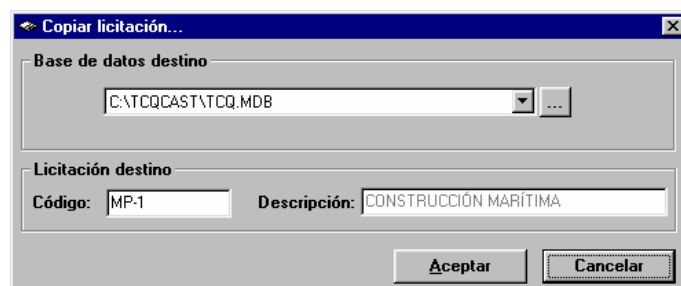 Copiar licitación...
Base de datos destino
C:\TCQCAST\TCQ.MDB ...
Licitación destino
Código: MP-1 Descripción: CONSTRUCCIÓN MARÍTIMA
Aceptar Cancelar